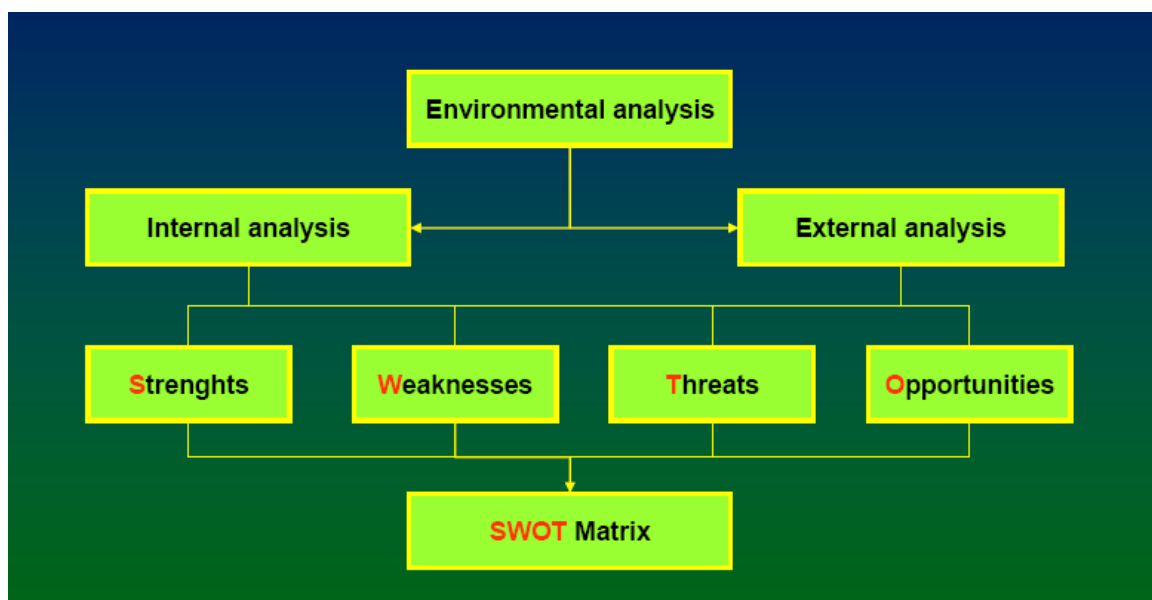 Environmental analysis
Internal analysis
External analysis
Strenghts
Weaknesses
Threats
Opportunities
SWOT Matrix